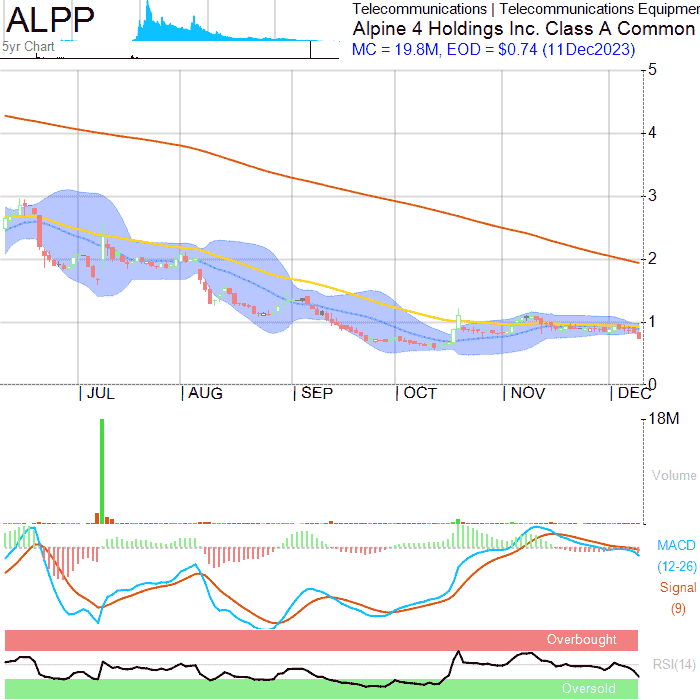 ALPP
5yr Chart
Telecommunications | Telecommunications Equipmen
Alpine 4 Holdings Inc. Class A Common
MC = 19.8M, EOD = $0.74 (11Dec2023)
5
4
3
2
1
0
JUL AUG SEP OCT NOV DEC
18M
Volume
MACD
(12-26)
Signal
(9)
Overbought
RSI(14)
Oversold